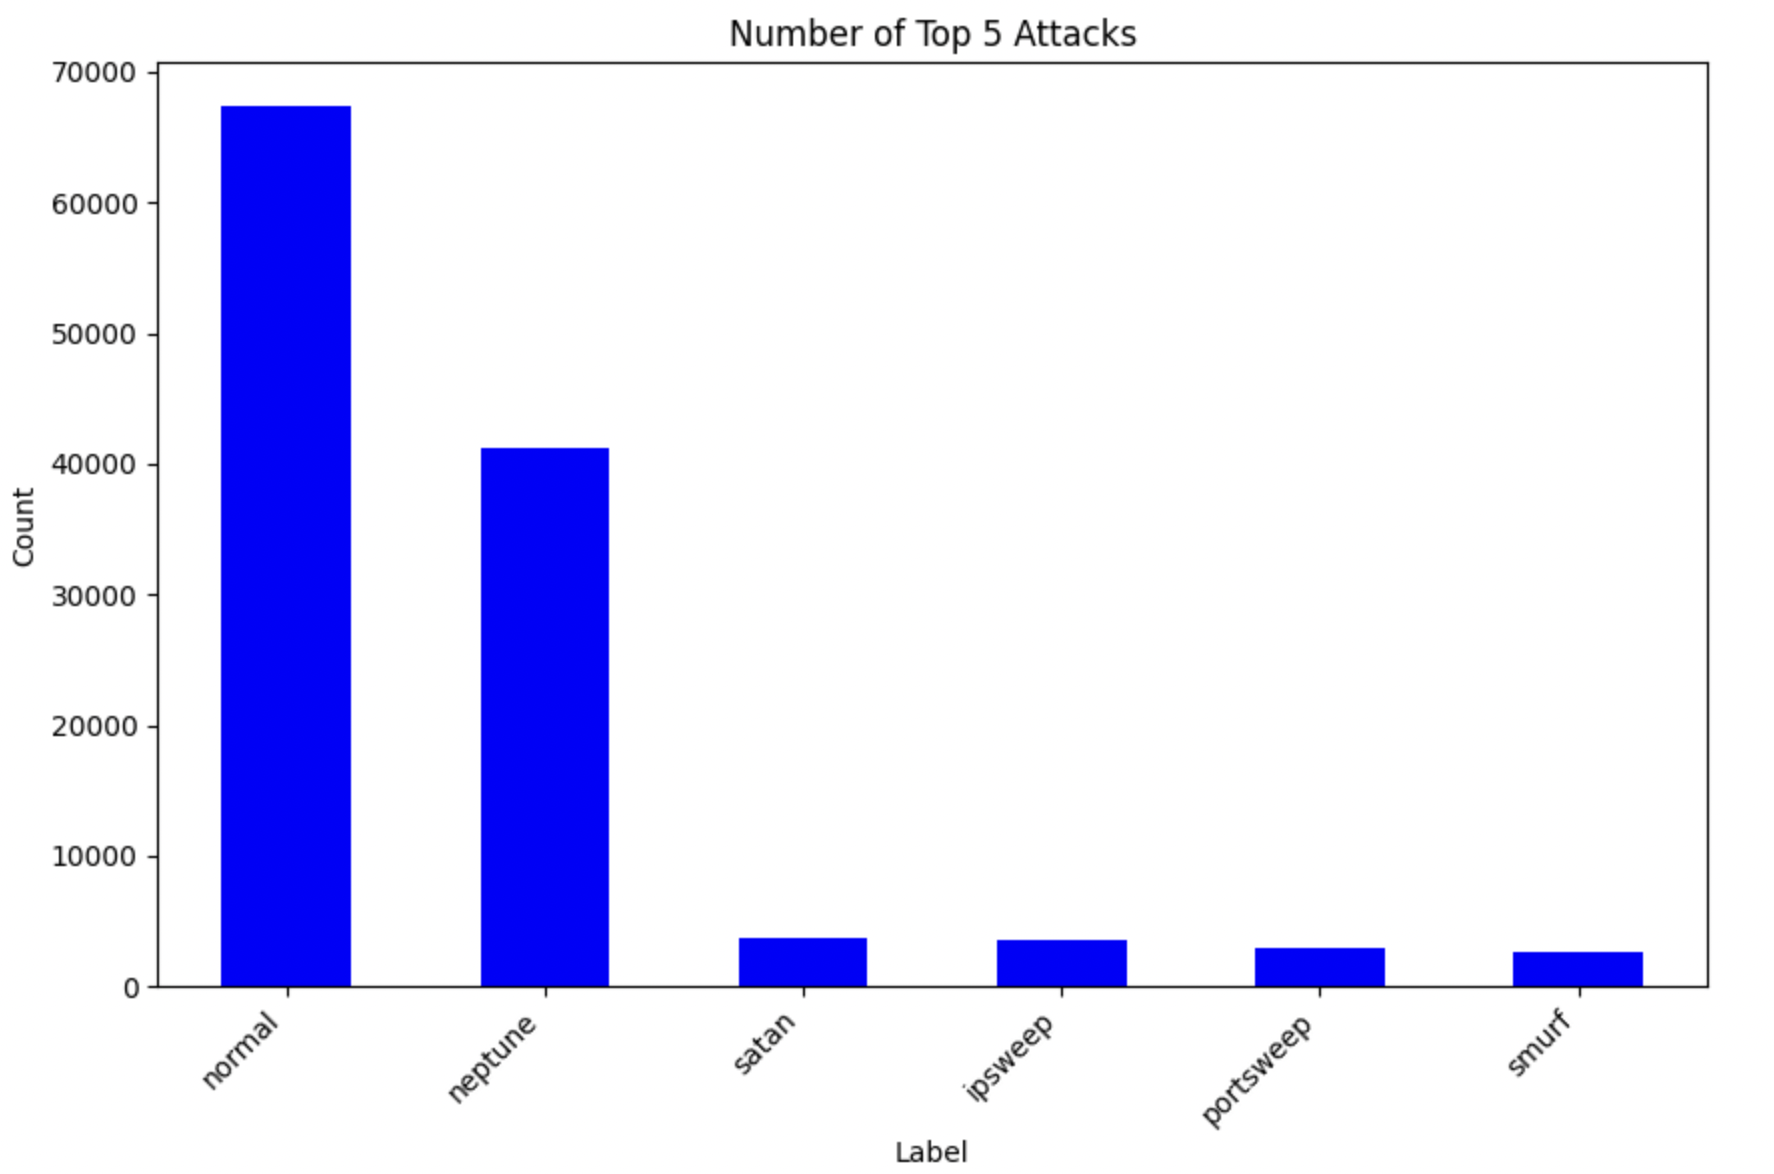 Number of Top 5 Attacks
70000
60000
50000
40000
30000
20000
10000
0
Count
normal
neptune
satan
ipsweep
portsweep
smurf
Label